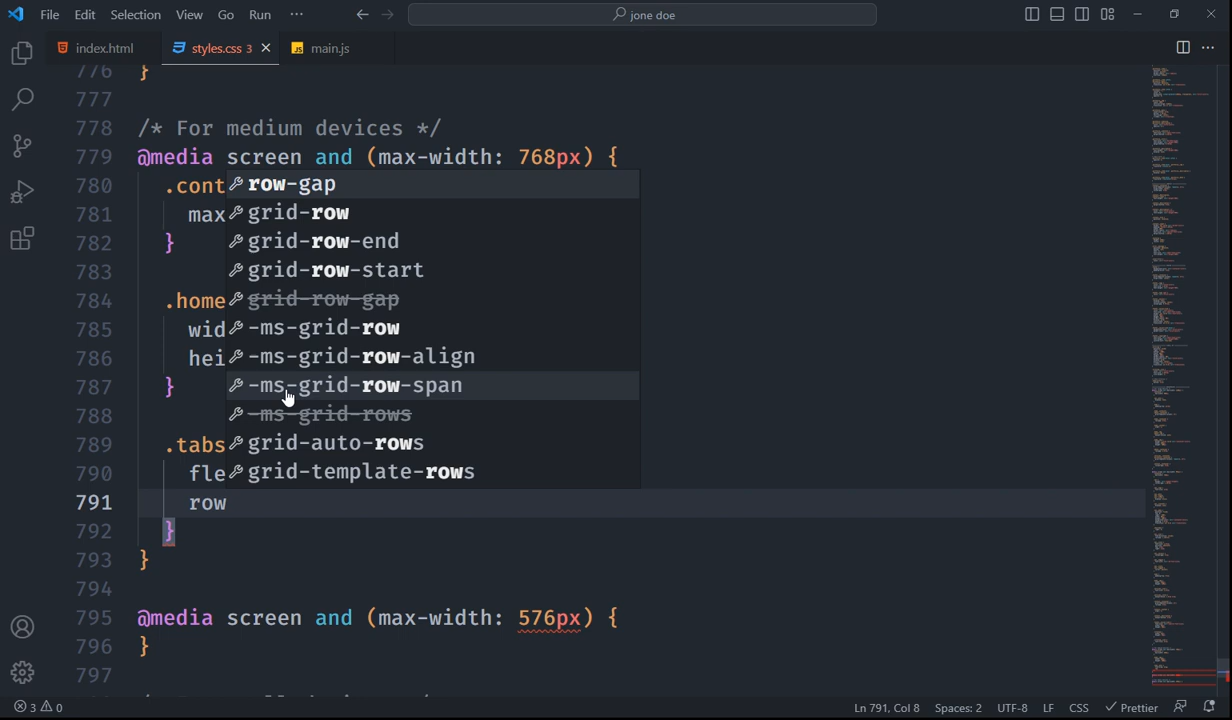 File Edit Selection View Go Run ··· jone doe
index.html styles.css 3 main.js
776 }
777
778 /* For medium devices */
779 @media screen and (max-width: 768px) {
780 .cont row-gap
781 max grid-row
782 } grid-row-end
783 grid-row-start
784 .home grid-row-gap
785 wid -ms-grid-row
786 hei -ms-grid-row-align
787 } -ms-grid-row-span
788 -ms-grid-rows
789 .tabs grid-auto-rows
790 fle grid-template-rows
791 row
792 }
793 }
794
795 @media screen and (max-width: 576px) {
796 }
797
3 0 Ln 791, Col 8 Spaces: 2 UTF-8 LF CSS Prettier